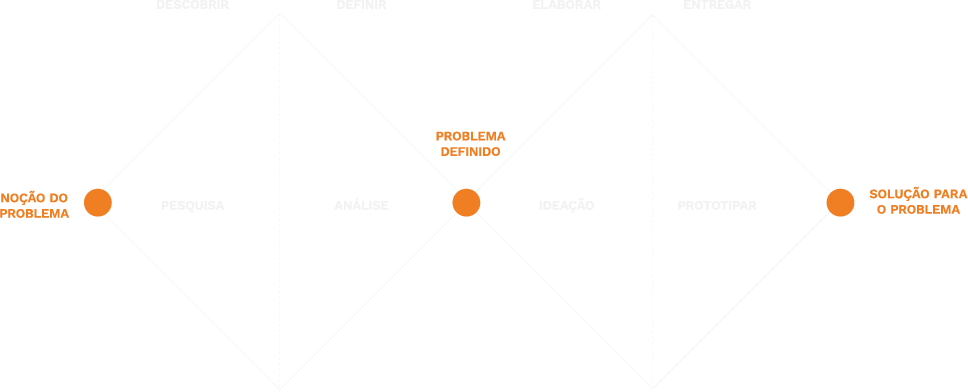 DESCOBRIR
DEFINIR
ELABORAR
ENTREGAR
PROBLEMA
DEFINIDO
NOÇÃO DO
PROBLEMA
PESQUISA
ANÁLISE
IDEAÇÃO
PROTOTIPAR
SOLUÇÃO PARA
O PROBLEMA